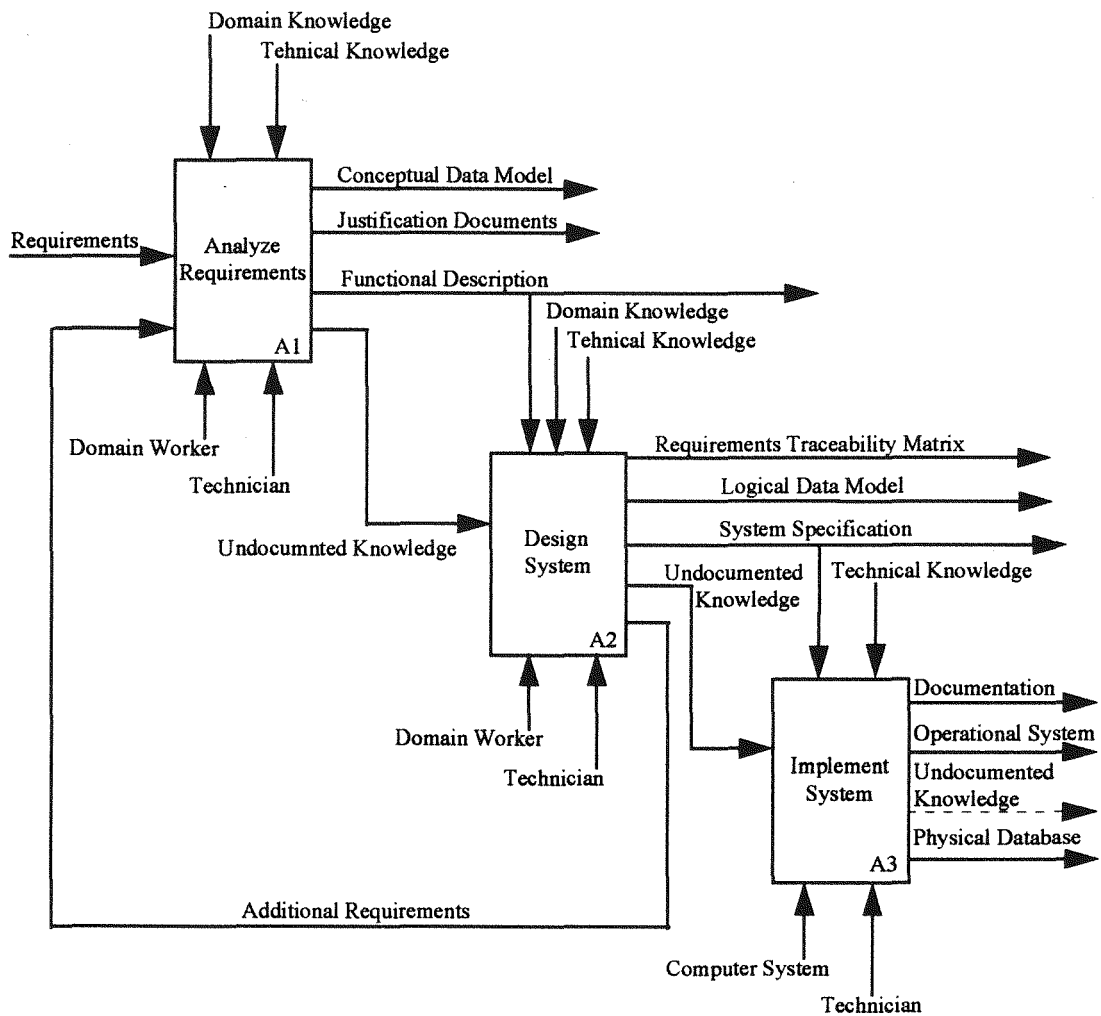 Domain Knowledge
Tehnical Knowledge
Conceptual Data Model
Justification Documents
Requirements
Analyze
Requirements
Functional Description
A1
Domain Knowledge
Tehnical Knowledge
Domain Worker
Technician
Undocumnted Knowledge
Requirements Traceability Matrix
Logical Data Model
System Specification
Design
System
A2
Undocumented
Knowledge
Technical Knowledge
Domain Worker
Technician
Documentation
Operational System
Undocumented
Knowledge
Physical Database
Implement
System
A3
Additional Requirements
Computer System
Technician